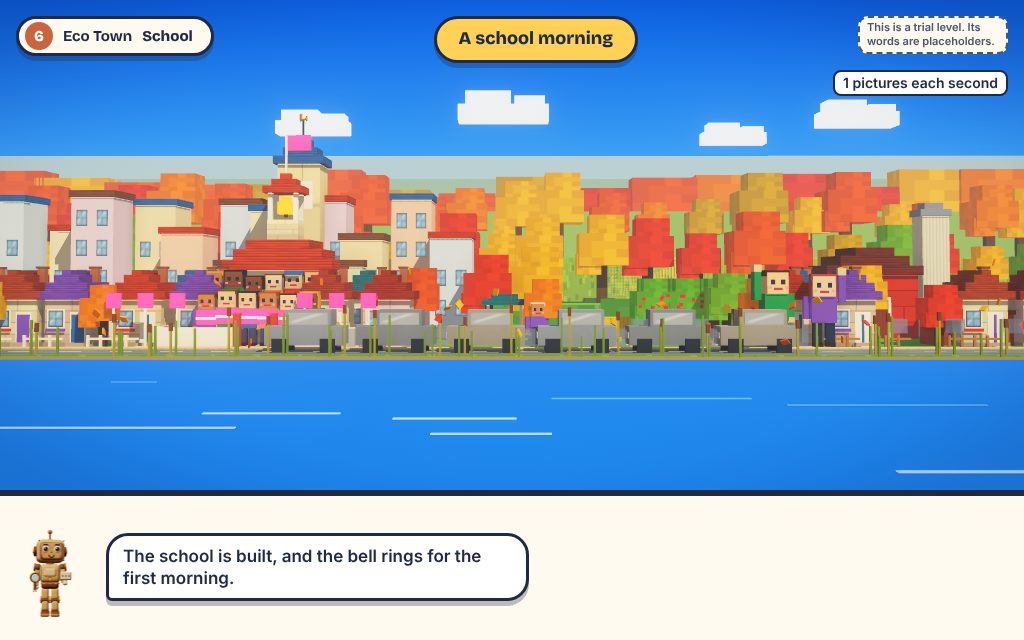 6 Eco Town School
A school morning
This is a trial level. Its
words are placeholders.
1 pictures each second
The school is built, and the bell rings for the
first morning.